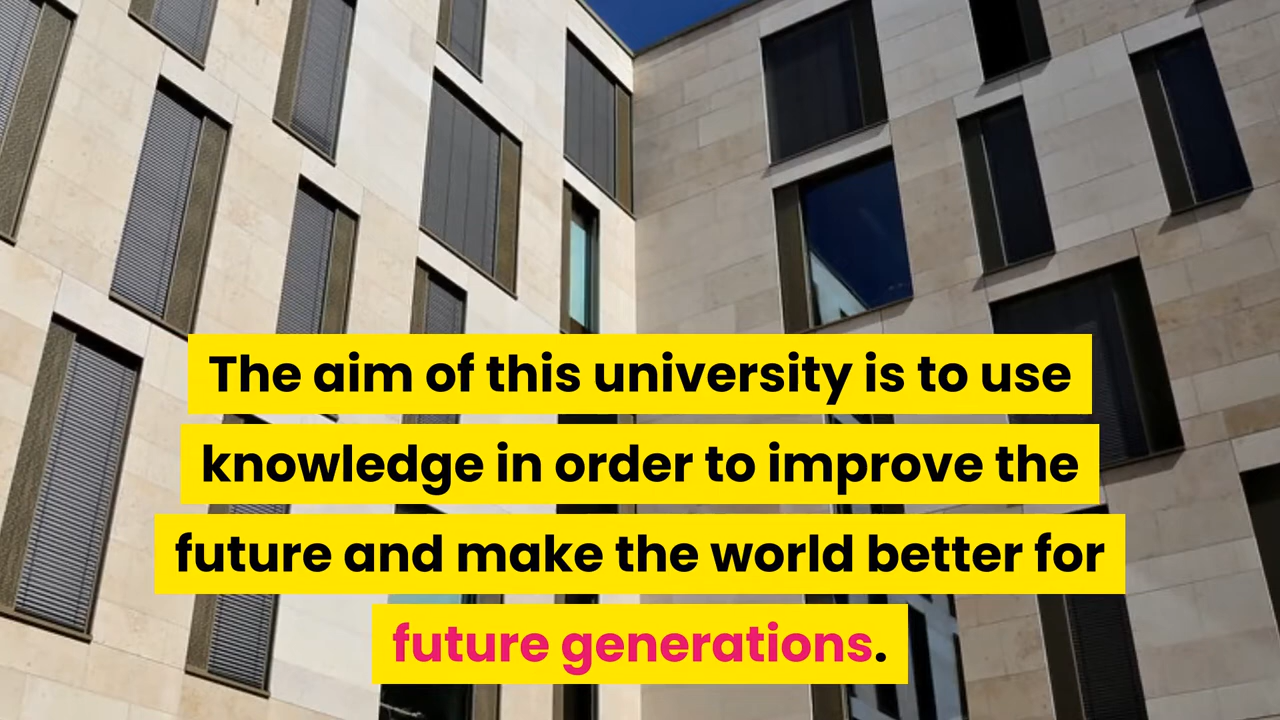 The aim of this university is to use
knowledge in order to improve the
future and make the world better for
future generations.